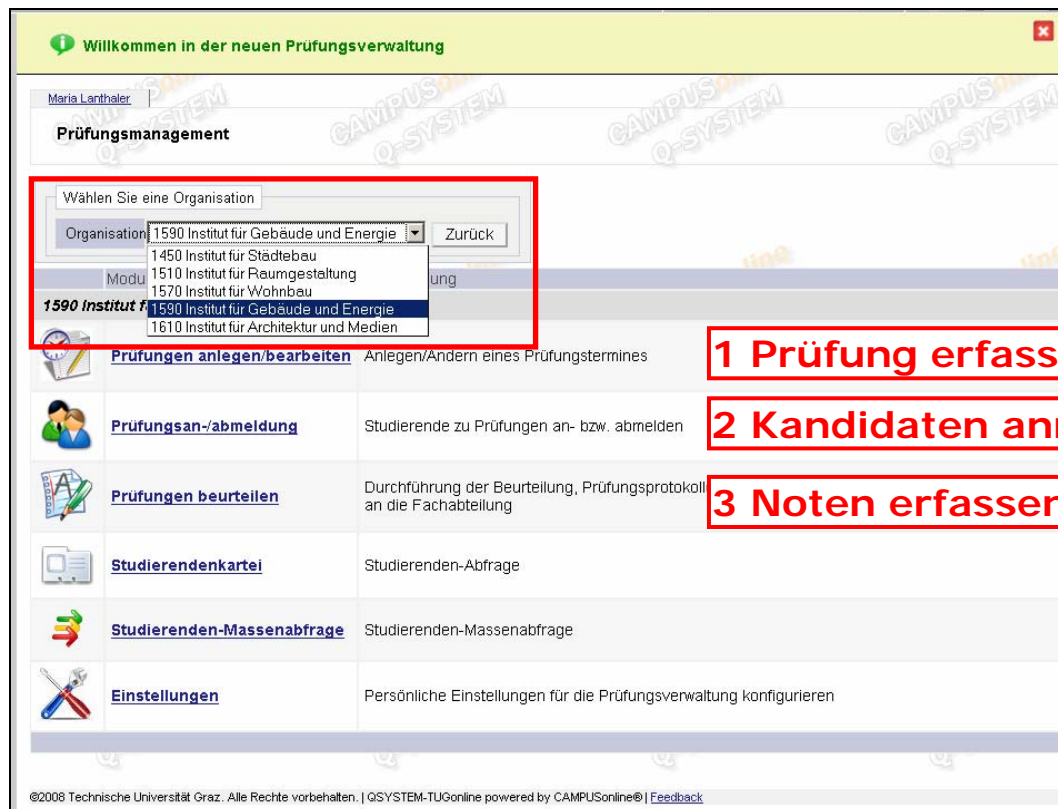 Willkommen in der neuen Prüfungsverwaltung
Maria Lanthaler
Prüfungsmanagement
Wählen Sie eine Organisation
Organisation 1590 Institut für Gebäude und Energie Zurück
1450 Institut für Städtebau
1510 Institut für Raumgestaltung
1570 Institut für Wohnbau
1590 Institut für Gebäude und Energie
1610 Institut für Architektur und Medien
Modu ung
1590 Institut f
Prüfungen anlegen/bearbeiten Anlegen/Ändern eines Prüfungstermines
1 Prüfung erfass
Prüfungsan-/abmeldung Studierende zu Prüfungen an- bzw. abmelden
2 Kandidaten an
Prüfungen beurteilen Durchführung der Beurteilung, Prüfungsprotokoll
an die Fachabteilung
3 Noten erfassen
Studierendenkartei Studierenden-Abfrage
Studierenden-Massenabfrage Studierenden-Massenabfrage
Einstellungen Persönliche Einstellungen für die Prüfungsverwaltung konfigurieren
©2008 Technische Universität Graz. Alle Rechte vorbehalten. | QSYSTEM-TUGonline powered by CAMPUSonline® | Feedback
CAMPUSonline
Q-SYSTEM